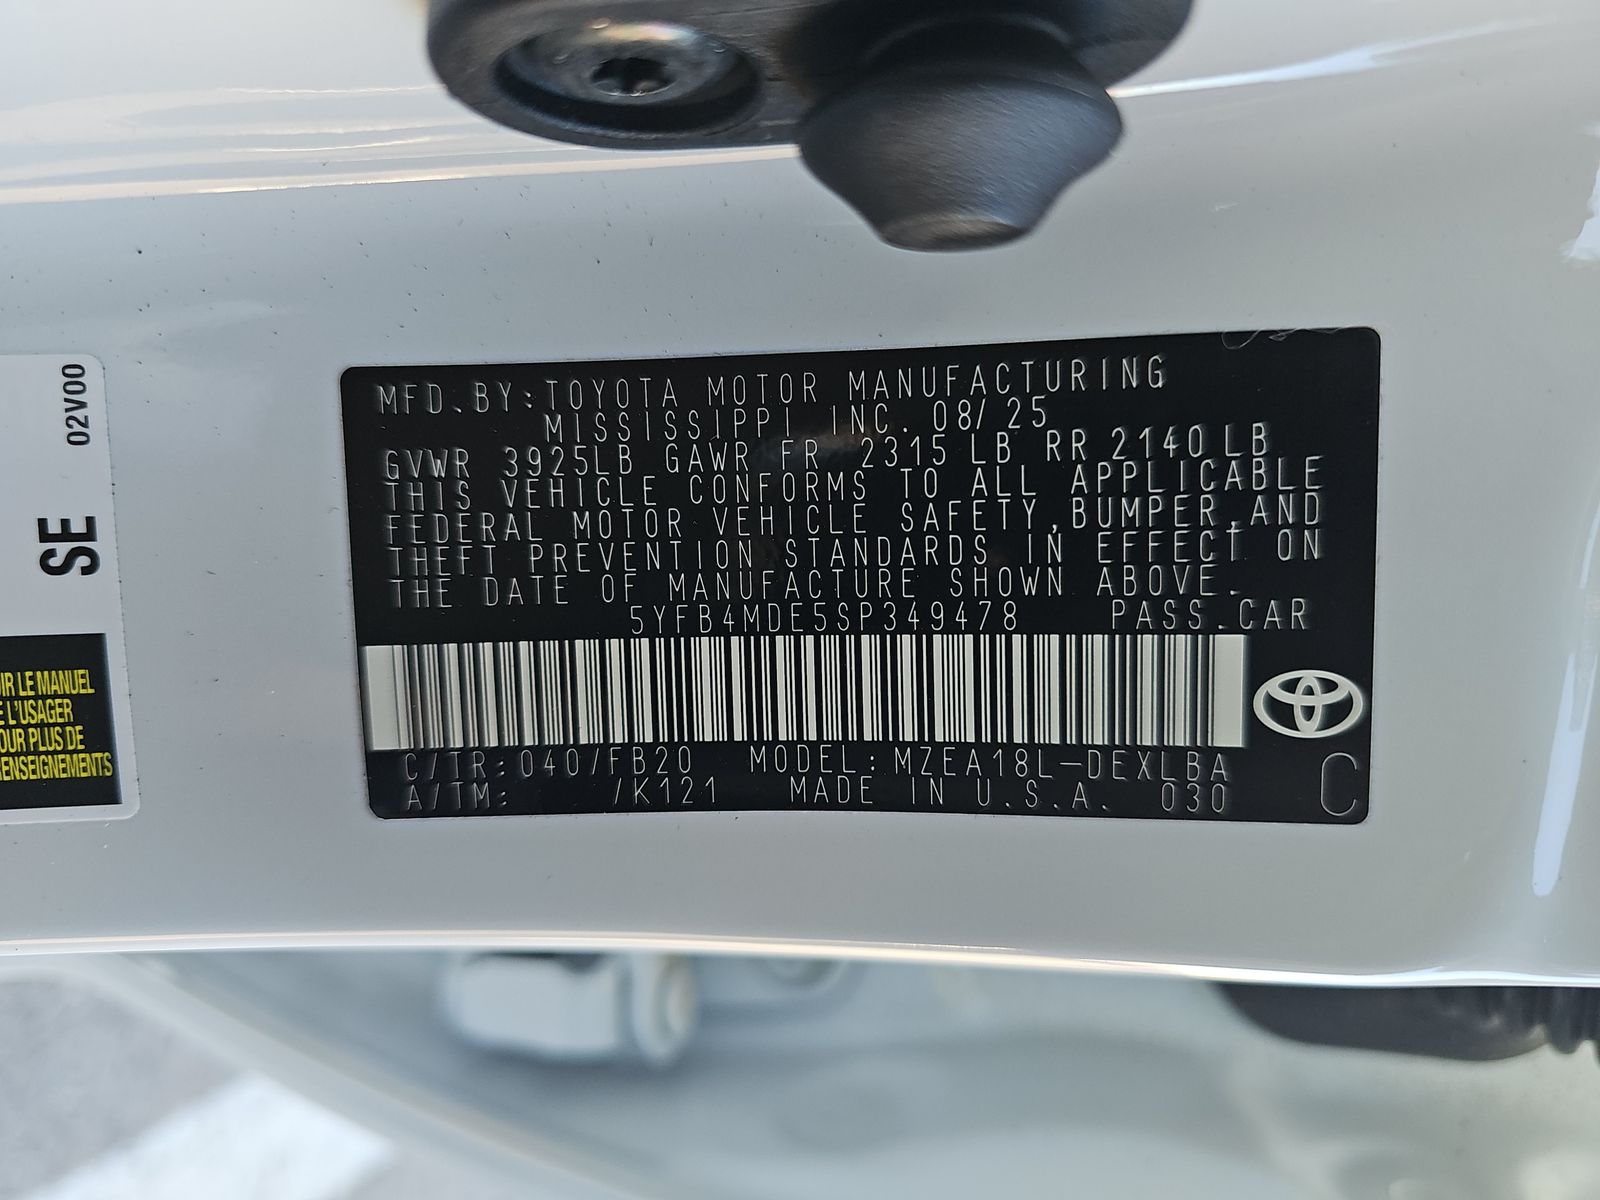 02V00
SE
IR LE MANUEL
E L'USAGER
OUR PLUS DE
RENSEIGNEMENTS
MFD.BY:TOYOTA MOTOR MANUFACTURING
MISSISSIPPI INC. 08/25
GVWR 3925LB GAWR FR 2315 LB RR 2140 LB
THIS VEHICLE CONFORMS TO ALL APPLICABLE
FEDERAL MOTOR VEHICLE SAFETY,BUMPER,AND
THEFT PREVENTION STANDARDS IN EFFECT ON
THE DATE OF MANUFACTURE SHOWN ABOVE.
5YFB4MDE5SP349478 PASS.CAR
C/TR:040/FB20 MODEL:MZEA18L-DEXLBA
A/TM: /K121 MADE IN U.S.A. 030
C